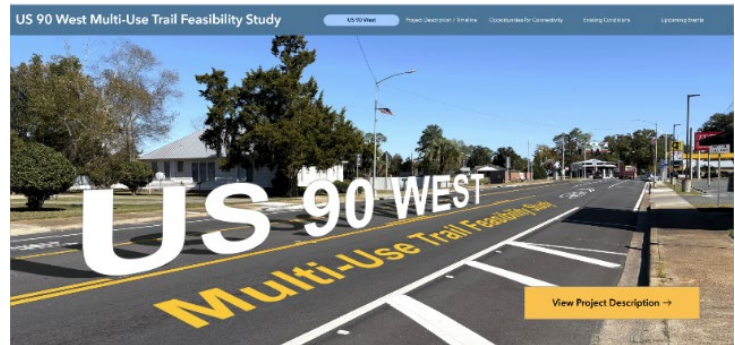 US 90 West Multi-Use Trail Feasibility Study
US 90 West
Project Description / Timeline
Opportunities for Connectivity
Existing Conditions
Upcoming Events
US 90 WEST
Multi-Use Trail Feasibility Study
View Project Description →